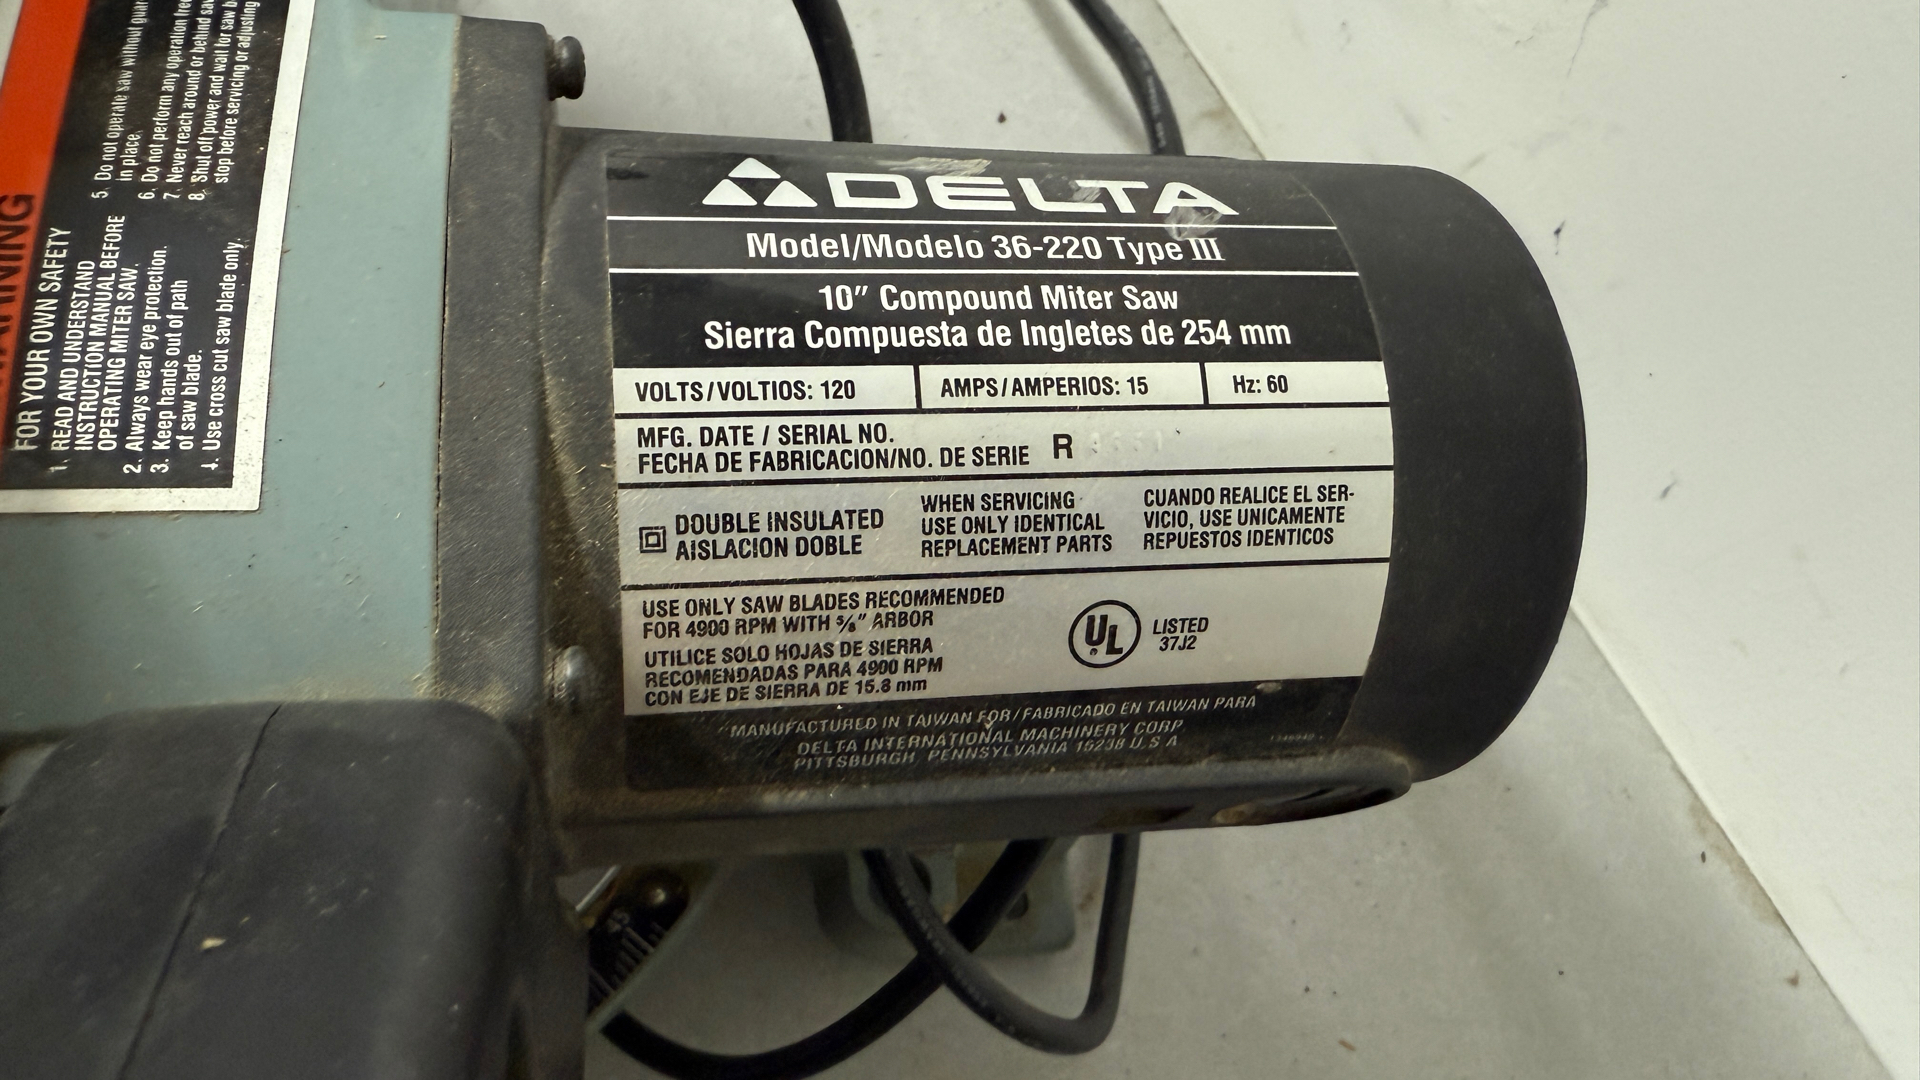 WARNING
FOR YOUR OWN SAFETY
1. READ AND UNDERSTAND
INSTRUCTION MANUAL BEFORE
OPERATING MITER SAW.
2. Always wear eye protection.
3. Keep hands out of path
of saw blade.
4. Use cross cut saw blade only.
5. Do not operate saw without
in place.
6. Do not perform any operation
7. Never reach around or behind
8. Shut off power and wait for saw
stop before servicing or adjusting
DELTA
Model/Modelo 36-220 Type III
10" Compound Miter Saw
Sierra Compuesta de Ingletes de 254 mm
VOLTS/VOLTIOS: 120
AMPS/AMPERIOS: 15
Hz: 60
MFG. DATE / SERIAL NO.
FECHA DE FABRICACION/NO. DE SERIE R
DOUBLE INSULATED
AISLACION DOBLE
WHEN SERVICING
USE ONLY IDENTICAL
REPLACEMENT PARTS
CUANDO REALICE EL SER-
VICIO, USE UNICAMENTE
REPUESTOS IDENTICOS
USE ONLY SAW BLADES RECOMMENDED
FOR 4900 RPM WITH 5/8" ARBOR
UTILICE SOLO HOJAS DE SIERRA
RECOMENDADAS PARA 4900 RPM
CON EJE DE SIERRA DE 15.8 mm
UL
LISTED
37J2
MANUFACTURED IN TAIWAN FOR/FABRICADO EN TAIWAN PARA
DELTA INTERNATIONAL MACHINERY CORP
PITTSBURGH, PENNSYLVANIA 15238 U.S A
45